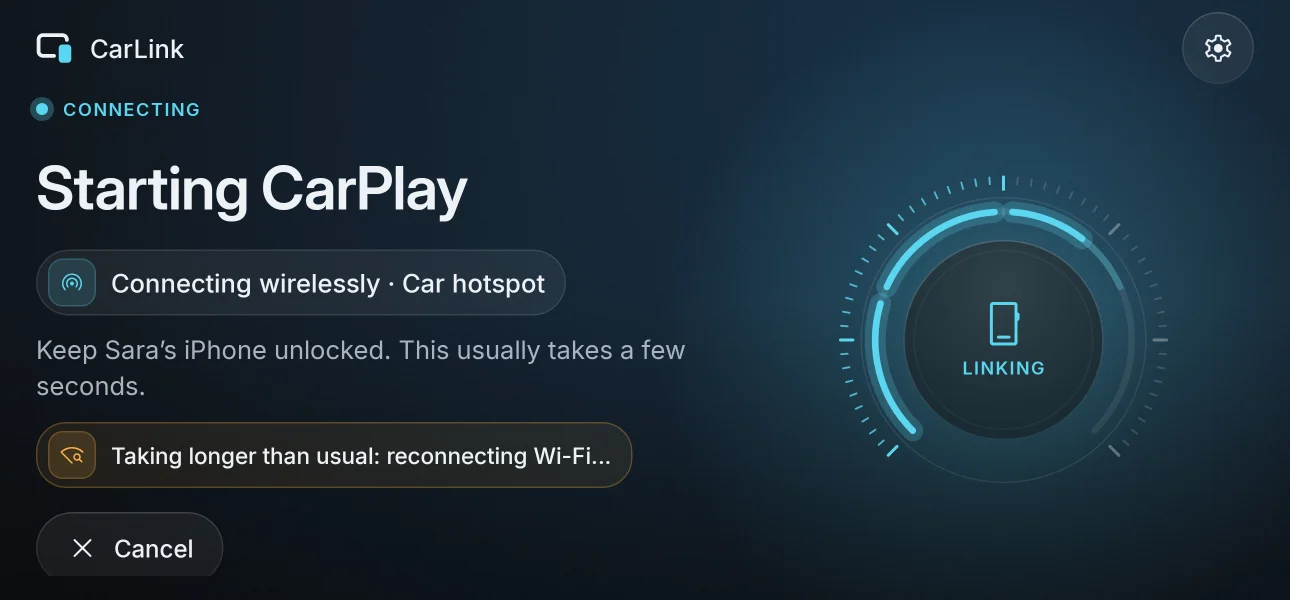 CarLink
CONNECTING
Starting CarPlay
Connecting wirelessly · Car hotspot
Keep Sara’s iPhone unlocked. This usually takes a few
seconds.
Taking longer than usual: reconnecting Wi-Fi...
Cancel
LINKING